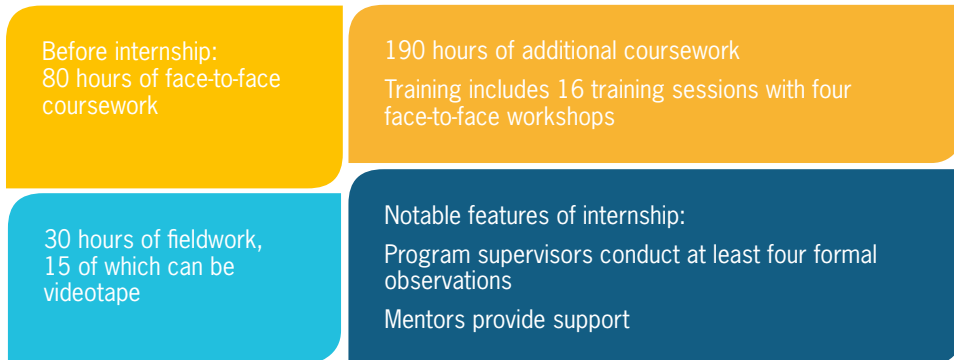 Before internship:
80 hours of face-to-face
coursework
190 hours of additional coursework
Training includes 16 training sessions with four
face-to-face workshops
30 hours of fieldwork,
15 of which can be
videotape
Notable features of internship:
Program supervisors conduct at least four formal
observations
Mentors provide support